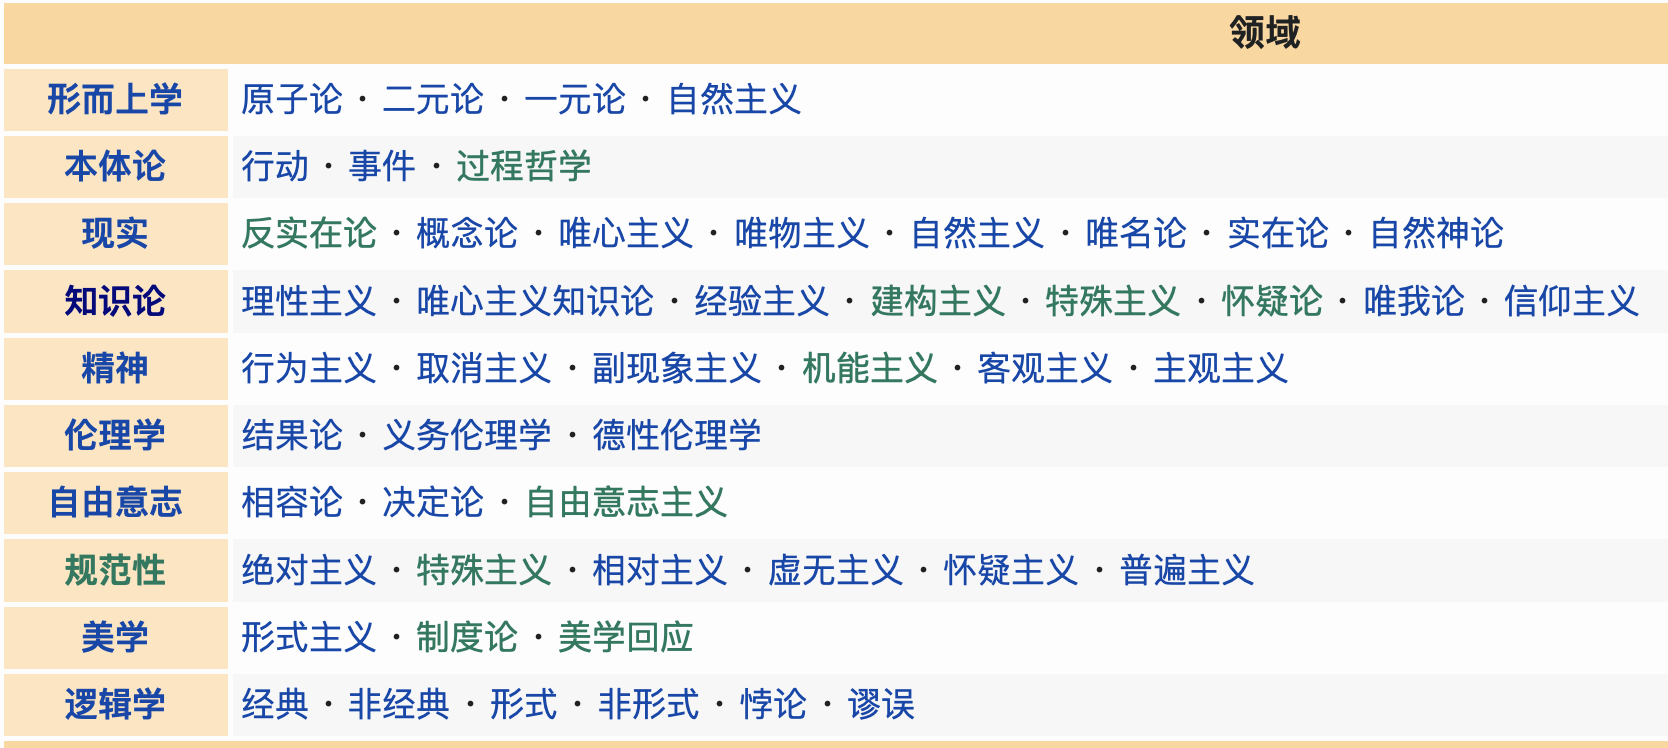 领域
形而上学 原子论 · 二元论 · 一元论 · 自然主义
本体论 行动 · 事件 · 过程哲学
现实 反实在论 · 概念论 · 唯心主义 · 唯物主义 · 自然主义 · 唯名论 · 实在论 · 自然神论
知识论 理性主义 · 唯心主义知识论 · 经验主义 · 建构主义 · 特殊主义 · 怀疑论 · 唯我论 · 信仰主义
精神 行为主义 · 取消主义 · 副现象主义 · 机能主义 · 客观主义 · 主观主义
伦理学 结果论 · 义务伦理学 · 德性伦理学
自由意志 相容论 · 决定论 · 自由意志主义
规范性 绝对主义 · 特殊主义 · 相对主义 · 虚无主义 · 怀疑主义 · 普遍主义
美学 形式主义 · 制度论 · 美学回应
逻辑学 经典 · 非经典 · 形式 · 非形式 · 悖论 · 谬误